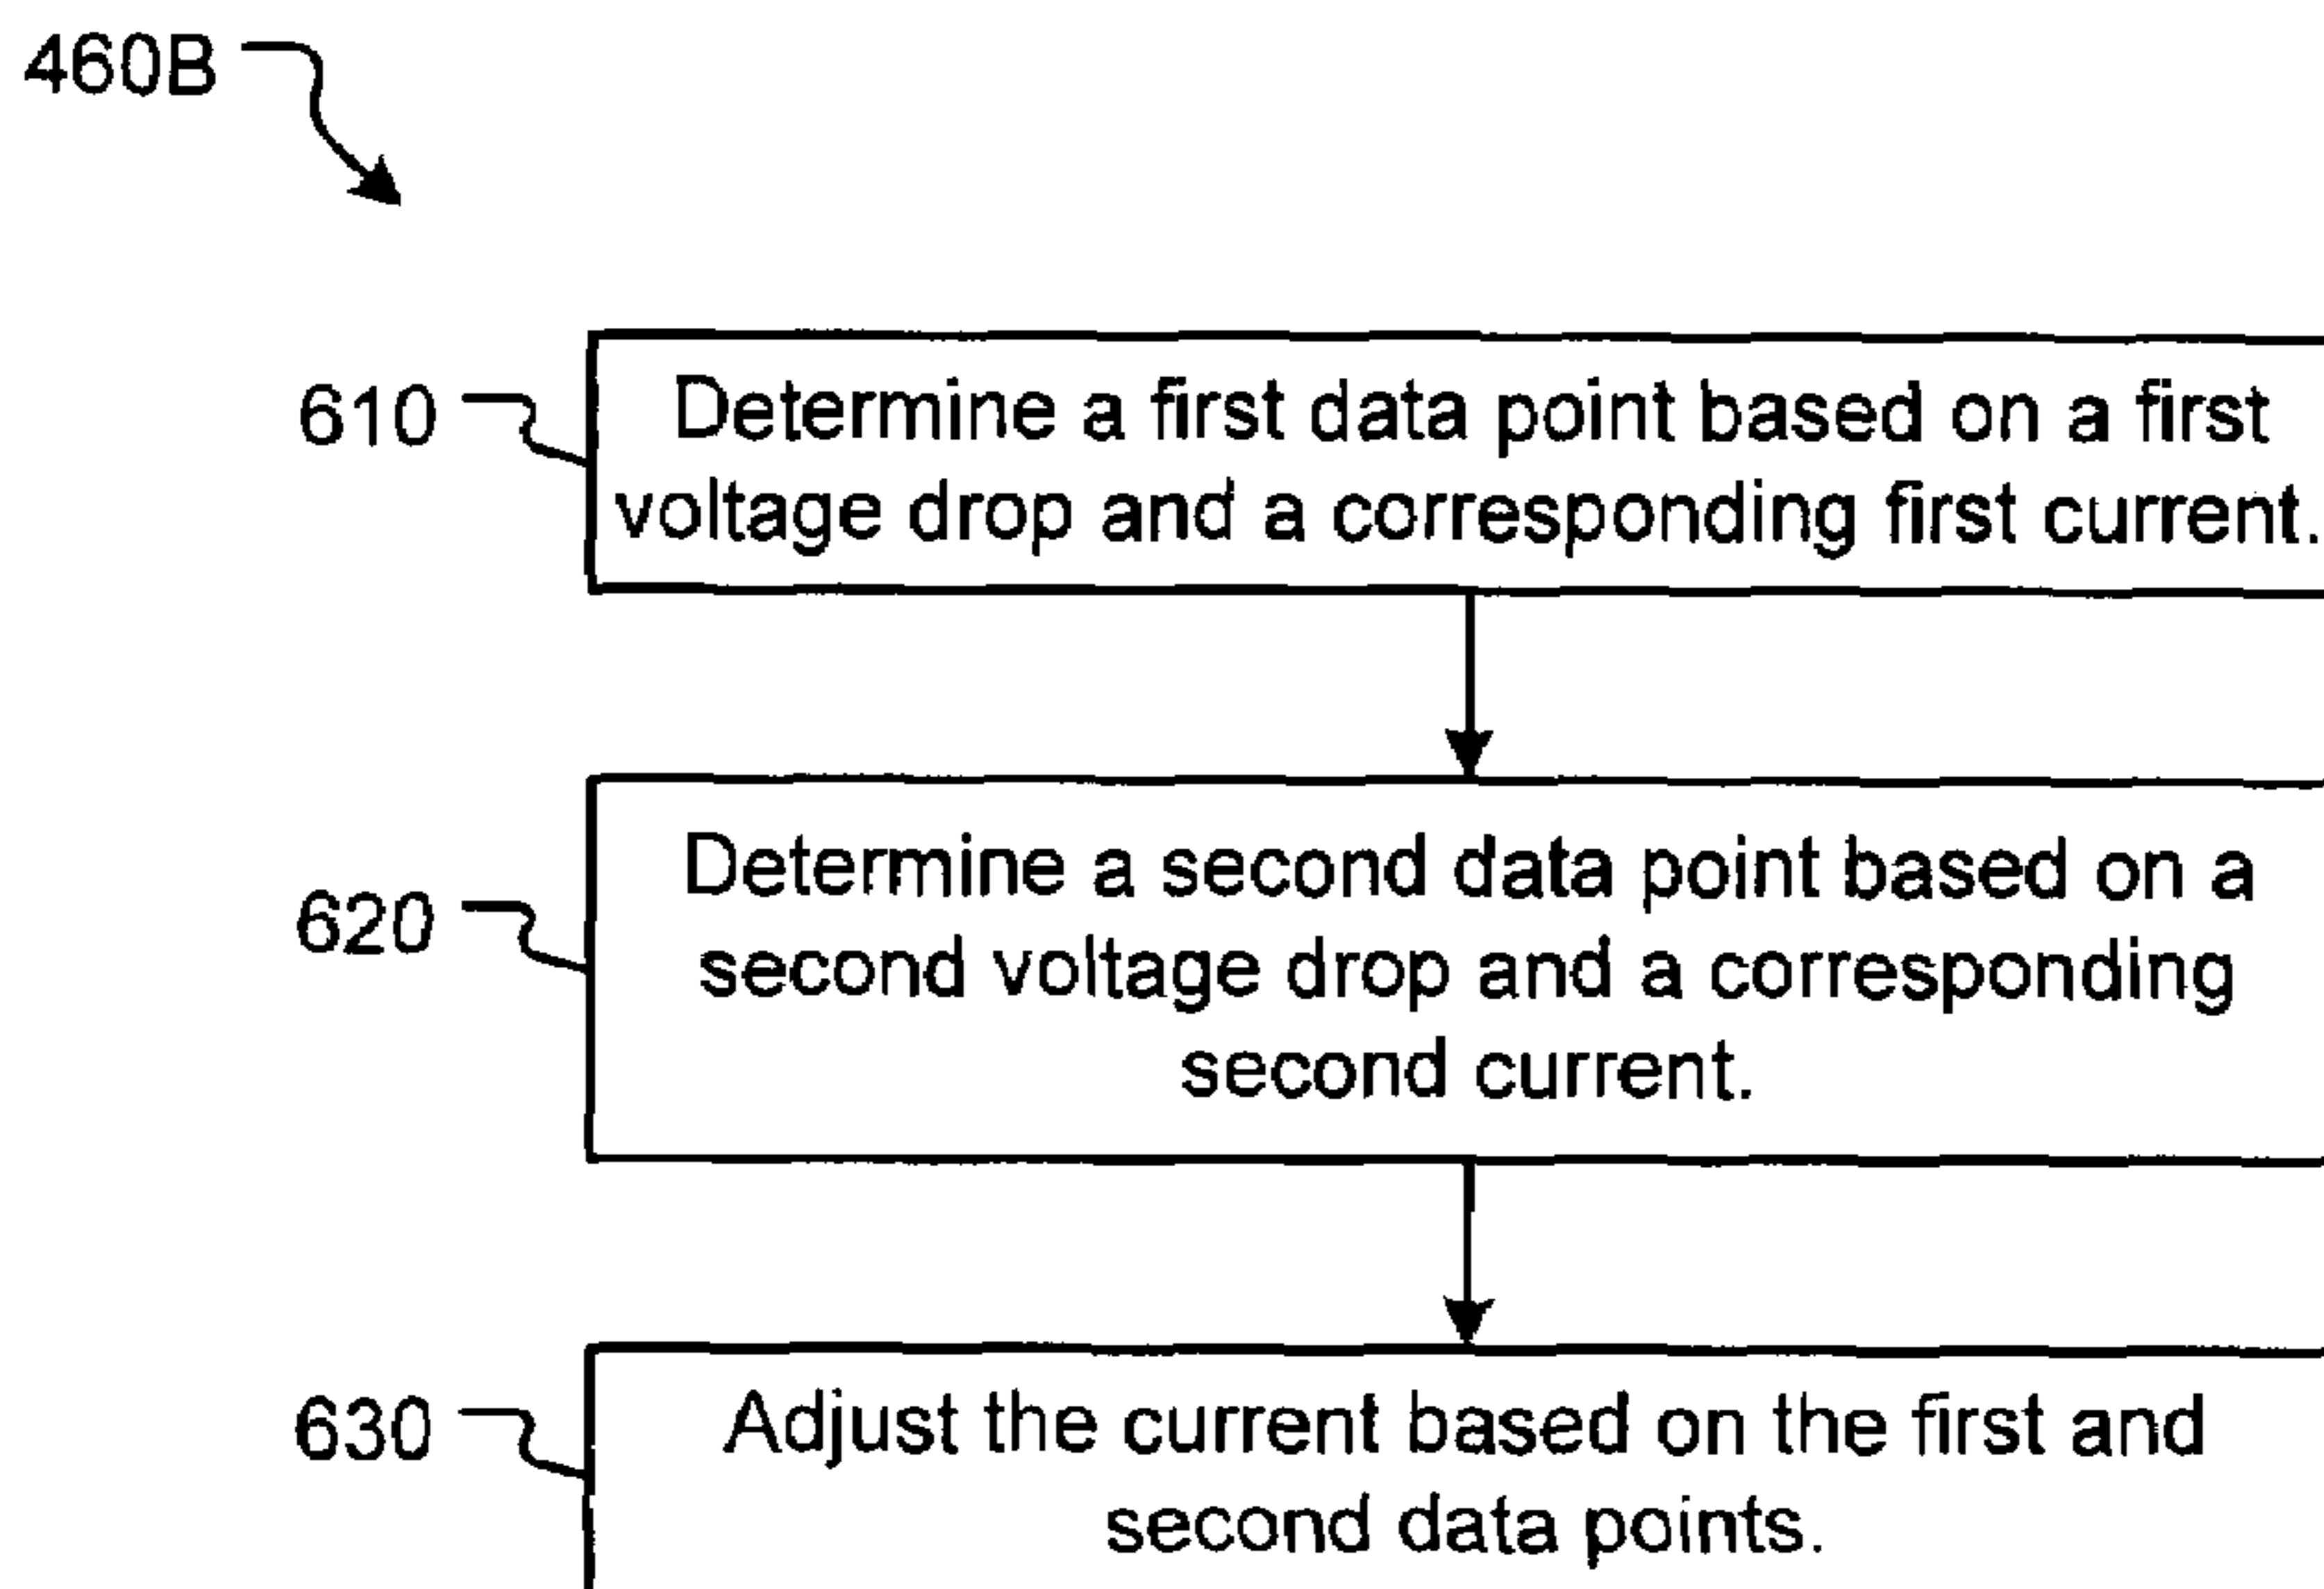 460B
610
Determine a first data point based on a first
voltage drop and a corresponding first current.
620
Determine a second data point based on a
second voltage drop and a corresponding
second current.
630
Adjust the current based on the first and
second data points.